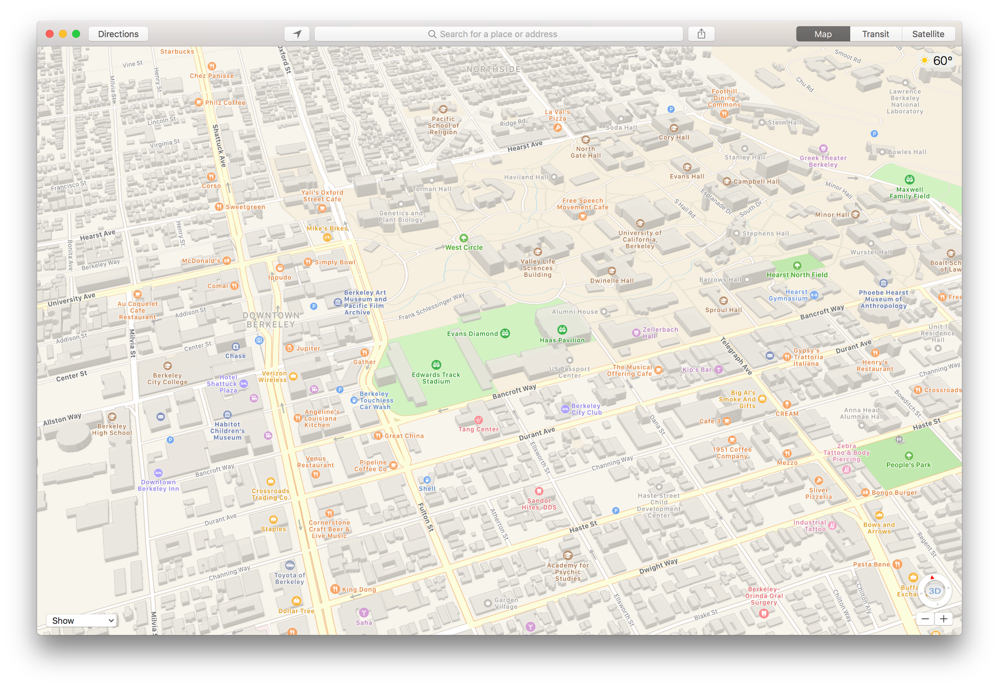 Directions
Search for a place or address
Map
Transit
Satellite
60°
Starbucks
Vine St
Chez Panisse
Henry St
Milvia St
Oxford St
NORTHSIDE
Smoot Rd
Chu Rd
Lawrence
Berkeley
National
Laboratory
Philz Coffee
Foothill
Dining
Commons
Lincoln St
Shattuck Ave
Pacific
School of
Religion
La Val's
Pizza
Ridge Rd
Soda Hall
Cory Hall
Stern Hall
P
P
Virginia St
Hearst Ave
North
Gate Hall
Stanley Hall
Greek Theater
Berkeley
Bowles Hall
Francisco St
Corso
Haviland Hall
Tolman Hall
Evans Hall
Campbell Hall
Maxwell
Family Field
Minor Hall
Yali's Oxford
Street Cafe
Sweetgreen
Free Speech
Movement Cafe
S Hall Rd
Esplanade Dr
South Dr
Minor Hall
Genetics and
Plant Biology
Henry St
Hearst Ave
Mike's Bikes
University of
California,
Berkeley
Stephens Hall
Bonita Ave
West Circle
Wurster Hall
Berkeley Way
McDonald's
Simply Bowl
Ippudo
Valley Life
Sciences
Building
Dwinelle Hall
Barrows Hall
Hearst North Field
Boalt Sch
of Law
Comal
University Ave
Au Coquelet
Cafe
Restaurant
Berkeley Art
Museum and
Pacific Film
Archive
P
Frank Schlessinger Way
Hearst
Gymnasium
Phoebe Hearst
Museum of
Anthropology
Free
Addison St
DOWNTOWN
BERKELEY
Alumni House
Sproul Hall
Bancroft Way
Addison St
Milvia St
Center St
Evans Diamond
Haas Pavilion
Zellerbach
Hall
Unit 1
Residence
Hall
Durant Ave
Chase
Jupiter
Gather
Telegraph Ave
Gypsy's
Trattoria
Italiana
Henry's
Restaurant
Channing Way
Center St
Berkeley
City College
Hotel
Shattuck
Plaza
Verizon
Wireless
Edwards Track
Stadium
US Passport
Center
The Musical
Offering Cafe
Kip's Bar
P
Berkeley
Touchless
Car Wash
Bancroft Way
Big Al's
Smoke And
Gifts
Crossroads
Bowditch St
Allston Way
Berkeley
High School
Habitot
Children's
Museum
Angeline's
Louisiana
Kitchen
Berkeley
City Club
CREAM
Anna Head
Alumnae Hall
Haste St
P
Great China
Tang Center
Durant Ave
Dana St
Cafe 3
Ellsworth St
1951 Coffee
Company
Mezzo
Zebra
Tattoo & Body
Piercing
People's Park
Venus
Restaurant
Pipeline
Coffee Co
Channing Way
Bancroft Way
Downtown
Berkeley Inn
Crossroads
Trading Co.
Shell
Sandor
Hites, DDS
Haste Street
Child
Development
Center
Sliver
Pizzeria
Bongo Burger
P
Durant Ave
Staples
Cornerstone
Craft Beer &
Live Music
Fulton St
Atherton St
Haste St
Industrial
Tattoo
Bows and
Arrows
Regent St
Channing Way
Toyota of
Berkeley
Academy for
Psychic
Studies
Dwight Way
Pasta Bene
King Dong
Dollar Tree
Saha
Garden
Village
Ellsworth St
Blake St
Berkeley-
Orinda Oral
Surgery
Chilton Way
Chilton Aly
Buffa
Excha
3D
Milvia S
Show